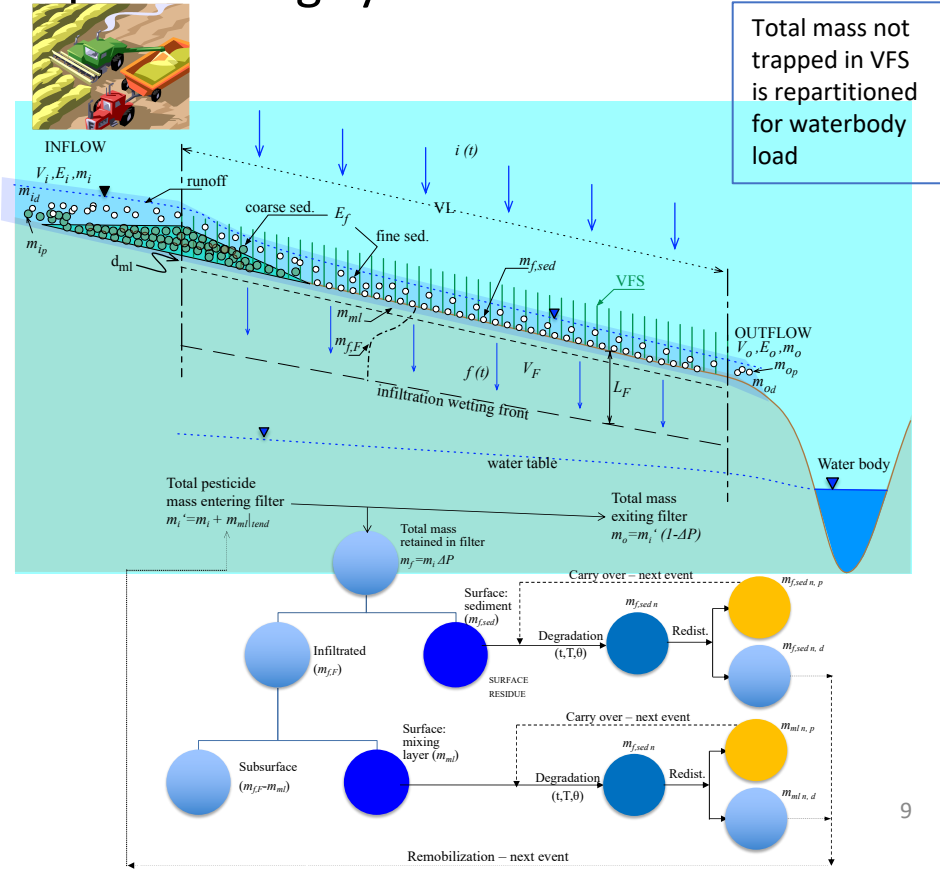 Total mass not
trapped in VFS
is repartitioned
for waterbody
load
INFLOW
V_i,E_i,m_i
m_id
m_ip
runoff
coarse sed.
E_f
fine sed.
d_ml
i (t)
VL
m_f,sed
VFS
m_ml
m_f,F
f (t)
V_F
L_F
infiltration wetting front
OUTFLOW
V_o,E_o,m_o
m_op
m_od
water table
Water body
Total pesticide
mass entering filter
m_i‘=m_i + m_ml|tend
Total mass
exiting filter
m_o=m_i‘ (1-ΔP)
Total mass
retained in filter
m_f=m_i ΔP
Infiltrated
(m_f,F)
Surface:
sediment
(m_f,sed)
SURFACE
RESIDUE
Carry over – next event
Degradation
(t,T,θ)
m_f,sed n
Redist.
m_f,sed n, p
m_f,sed n, d
Subsurface
(m_f,F-m_ml)
Surface:
mixing
layer (m_ml)
Carry over – next event
Degradation
(t,T,θ)
m_f,sed n
Redist.
m_ml n, p
m_ml n, d
Remobilization – next event
9